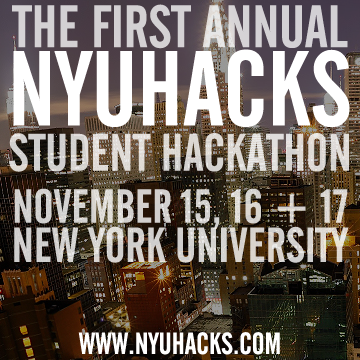 THE FIRST ANNUAL
NYUHACKS
STUDENT HACKATHON
NOVEMBER 15, 16 + 17
NEW YORK UNIVERSITY
WWW.NYUHACKS.COM